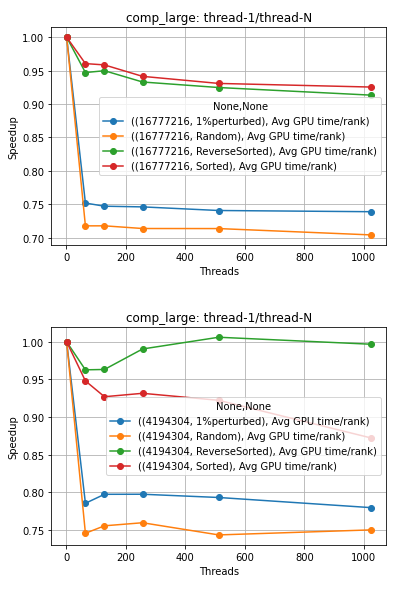 comp_large: thread-1/thread-N
1.00
0.95
0.90
0.85
0.80
0.75
0.70
Speedup
None,None
((16777216, 1%perturbed), Avg GPU time/rank)
((16777216, Random), Avg GPU time/rank)
((16777216, ReverseSorted), Avg GPU time/rank)
((16777216, Sorted), Avg GPU time/rank)
0 200 400 600 800 1000
Threads
comp_large: thread-1/thread-N
1.00
0.95
0.90
0.85
0.80
0.75
Speedup
None,None
((4194304, 1%perturbed), Avg GPU time/rank)
((4194304, Random), Avg GPU time/rank)
((4194304, ReverseSorted), Avg GPU time/rank)
((4194304, Sorted), Avg GPU time/rank)
0 200 400 600 800 1000
Threads